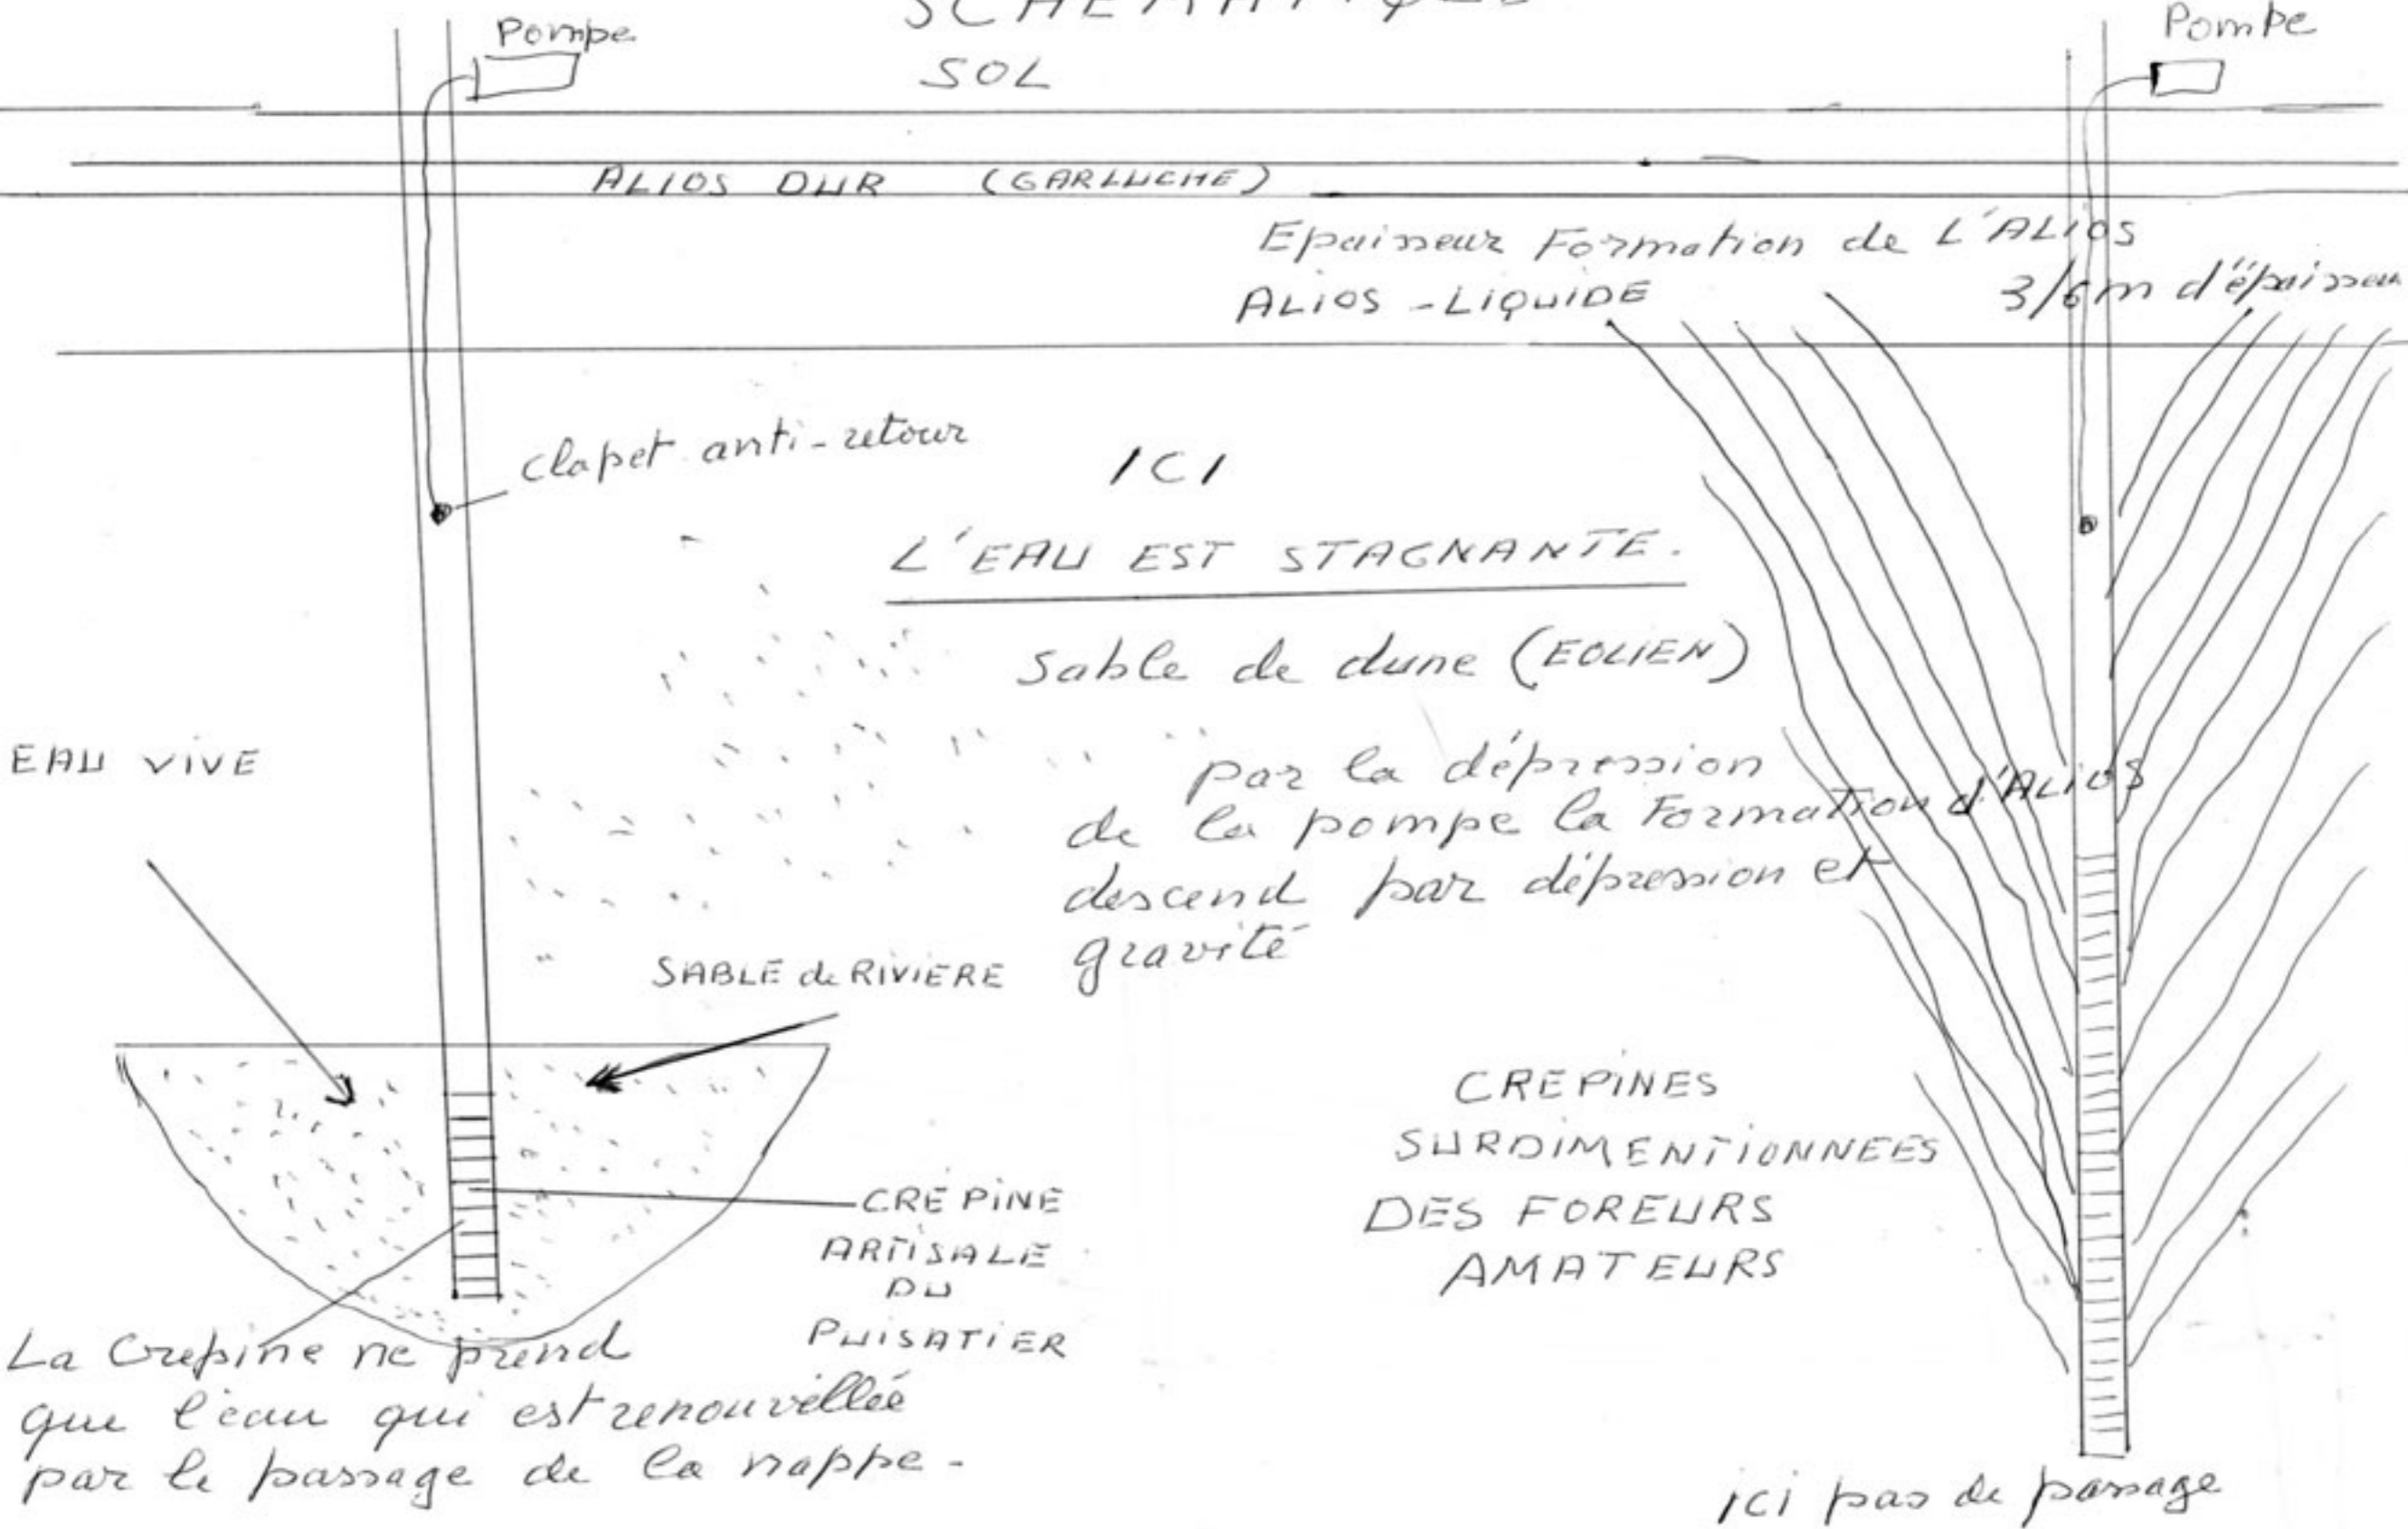 SCHEMATIQUE
Pompe
Pompe
SOL
ALIOS DUR (GARLUCHE)
Epaisseur Formation de L'ALIOS
ALIOS - LIQUIDE
3/6m d'épaisseur
clapet anti-retour
ICI
L'EAU EST STAGNANTE.
Sable de dune (EOLIEN)
EAU VIVE
par la dépression
de la pompe la Formation d'ALIOS
descend par dépression et
gravité
SABLE de RIVIERE
CREPINES
SURDIMENTIONNEES
DES FOREURS
AMATEURS
CREPINE
ARTISALE
DU
PUISATIER
La Crepine ne prend
que l'eau qui est renouvellée
par le passage de la nappe -
ici pas de passage